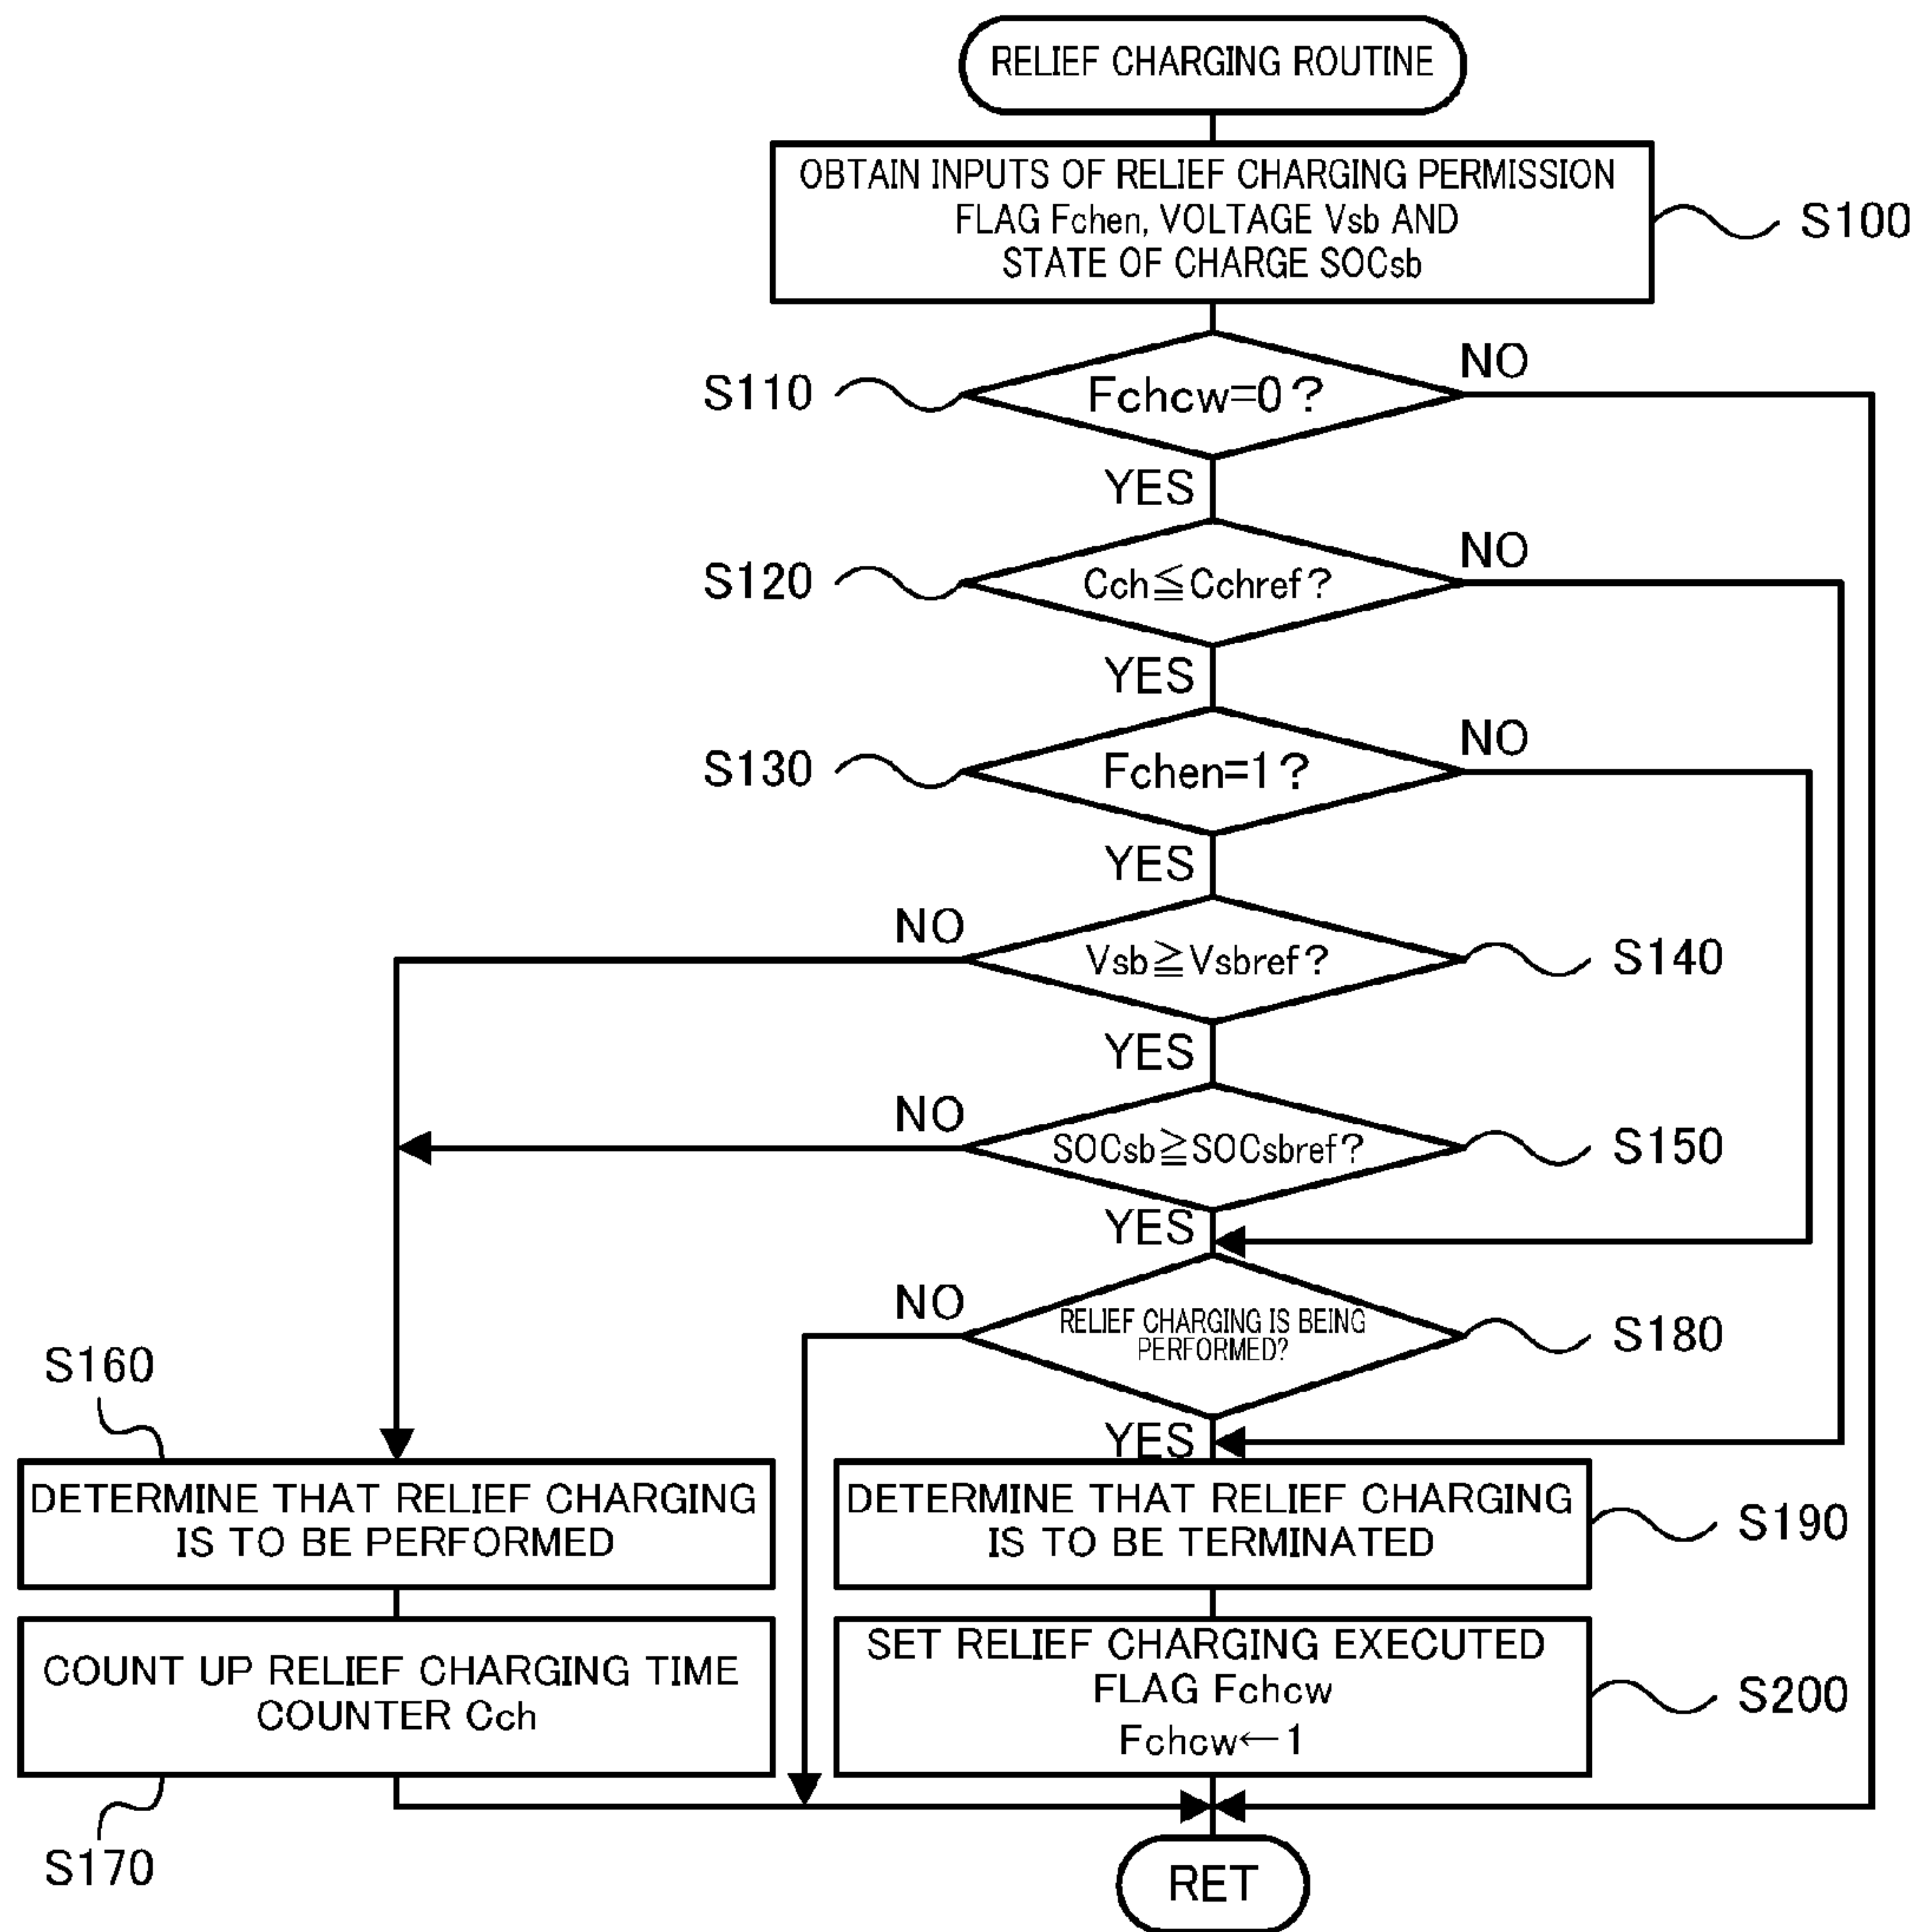 RELIEF CHARGING ROUTINE
OBTAIN INPUTS OF RELIEF CHARGING PERMISSION
FLAG Fchen, VOLTAGE Vsb AND
STATE OF CHARGE SOCsb
S100
NO
S110
Fchcw=0?
YES
NO
S120
Cch≦Cchref?
YES
NO
S130
Fchen=1?
YES
NO
Vsb≧Vsbref?
S140
YES
NO
SOCsb≧SOCsbref?
S150
YES
NO
RELIEF CHARGING IS BEING
PERFORMED?
S180
YES
S160
DETERMINE THAT RELIEF CHARGING
IS TO BE PERFORMED
DETERMINE THAT RELIEF CHARGING
IS TO BE TERMINATED
S190
COUNT UP RELIEF CHARGING TIME
COUNTER Cch
S170
SET RELIEF CHARGING EXECUTED
FLAG Fchcw
Fchcw←1
S200
RET